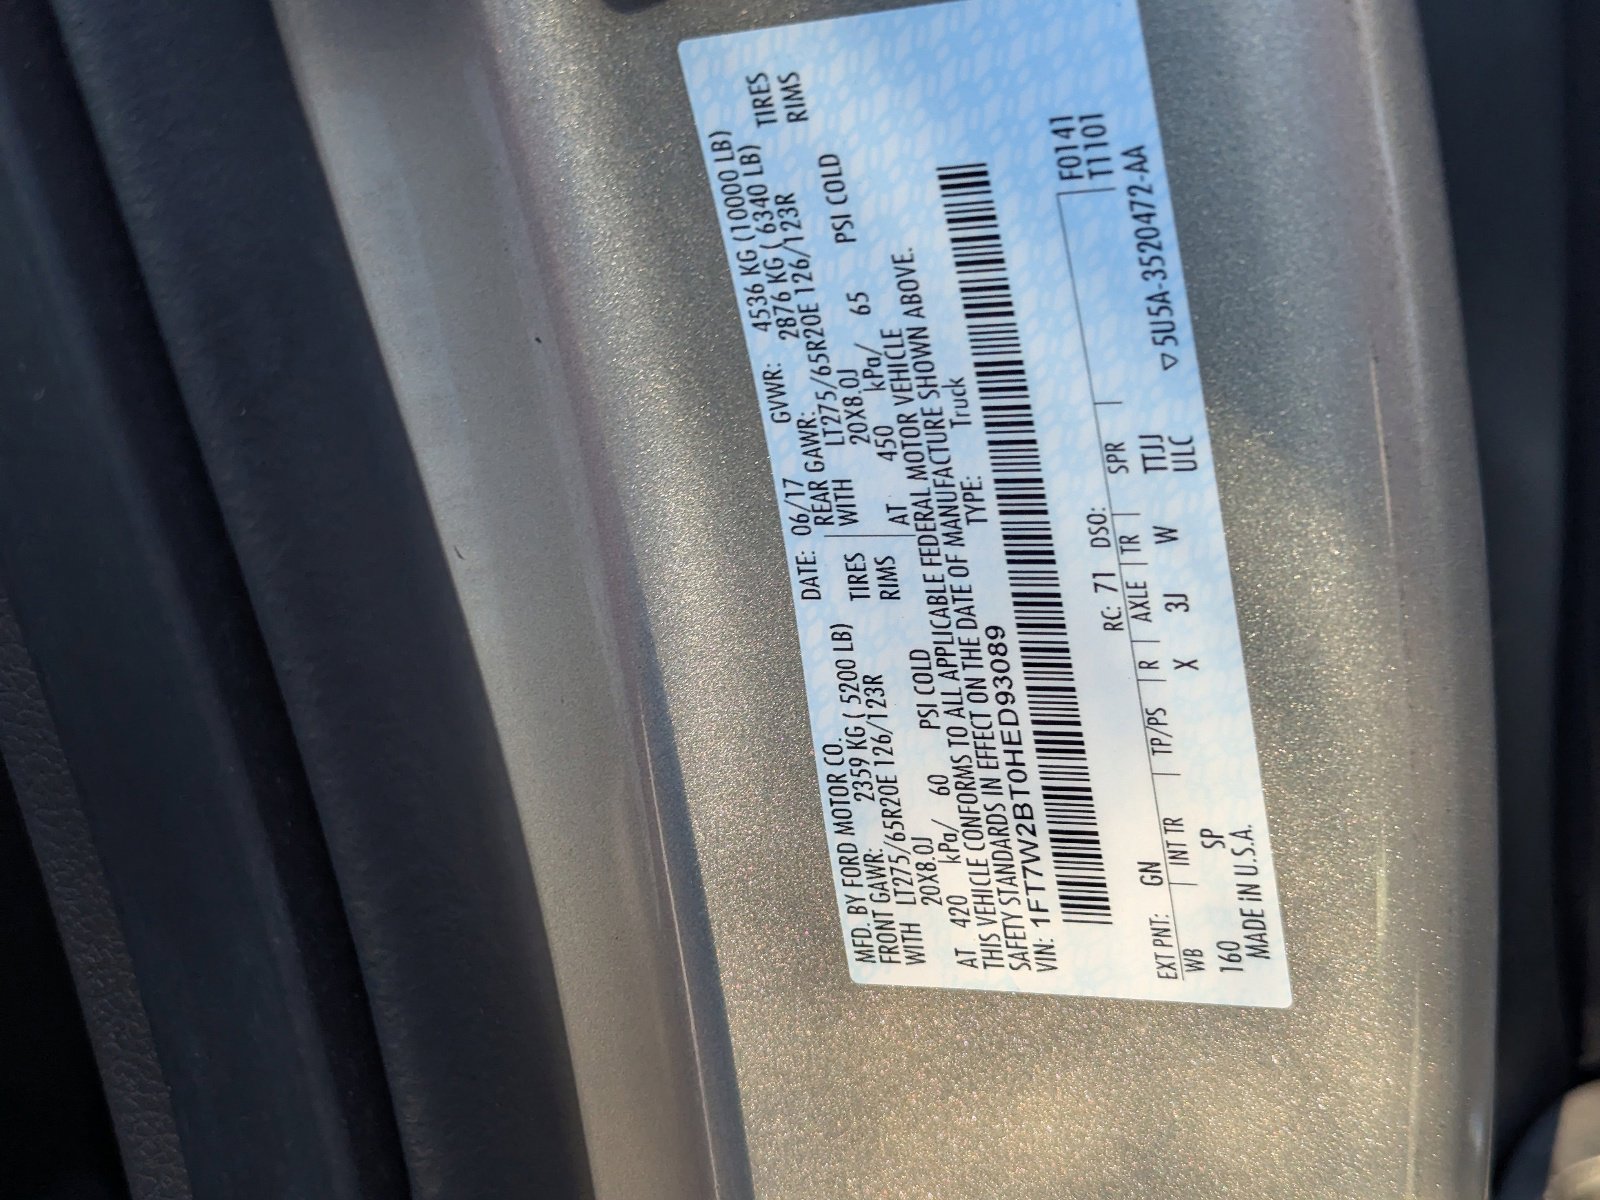 MFD. BY FORD MOTOR CO. DATE: 06/17 GVWR: 4536 KG (10000 LB)
FRONT GAWR: 2359 KG ( 5200 LB) REAR GAWR: 2876 KG ( 6340 LB)
WITH LT275/65R20E 126/123R TIRES WITH LT275/65R20E 126/123R TIRES
20X8.0J RIMS 20X8.0J RIMS
AT 420 kPa/ 60 PSI COLD AT 450 kPa/ 65 PSI COLD
THIS VEHICLE CONFORMS TO ALL APPLICABLE FEDERAL MOTOR VEHICLE
SAFETY STANDARDS IN EFFECT ON THE DATE OF MANUFACTURE SHOWN ABOVE.
VIN: 1FT7W2BT0HED93089 TYPE: Truck
EXT PNT: GN RC: 71 DSO: F0141
WB INT TR TP/PS R AXLE TR SPR T1101
160 SP X 3J W TTJJ
MADE IN U.S.A. ULC ▽5U5A-3520472-AA